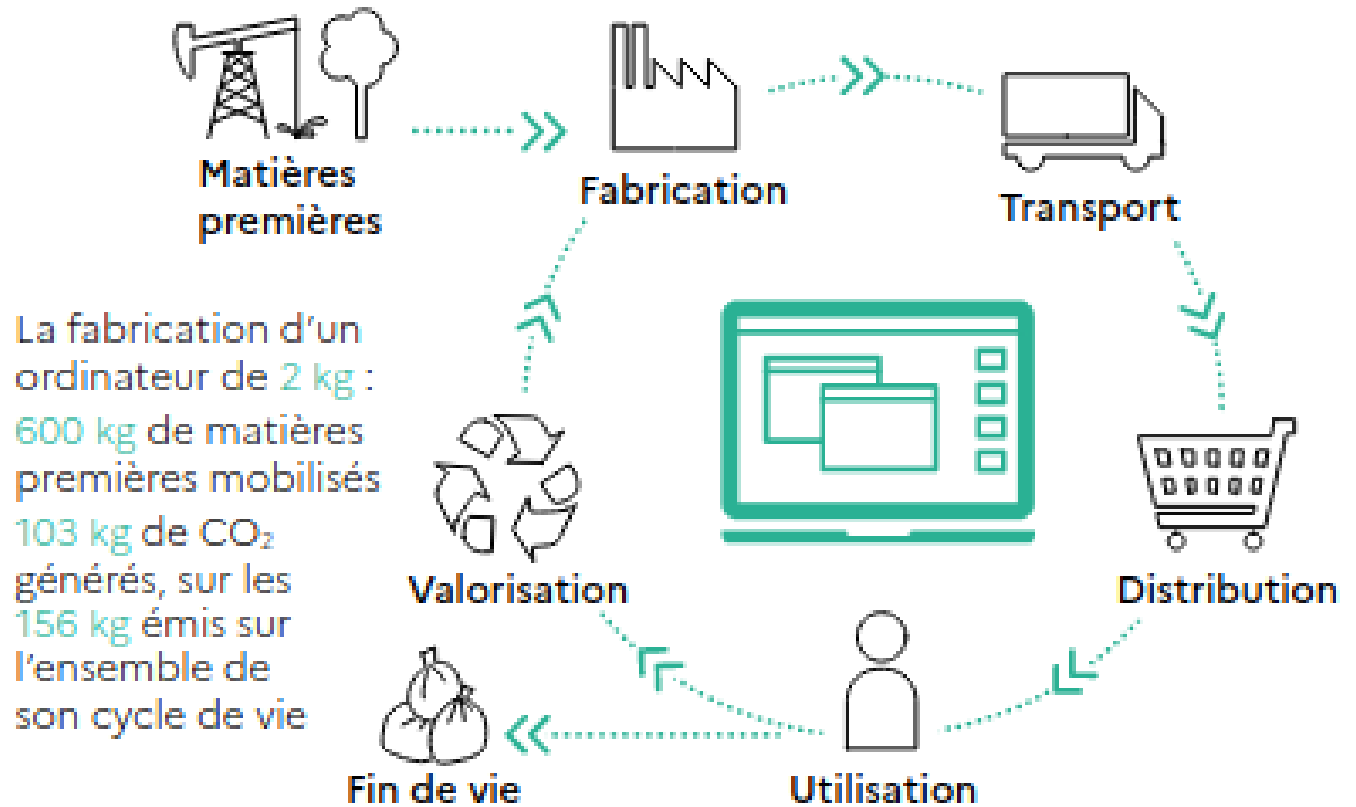 Matières
premières
Fabrication
Transport
La fabrication d'un
ordinateur de 2 kg :
600 kg de matières
premières mobilisés
103 kg de CO₂
générés, sur les
156 kg émis sur
l'ensemble de
son cycle de vie
Valorisation
Distribution
Fin de vie
Utilisation